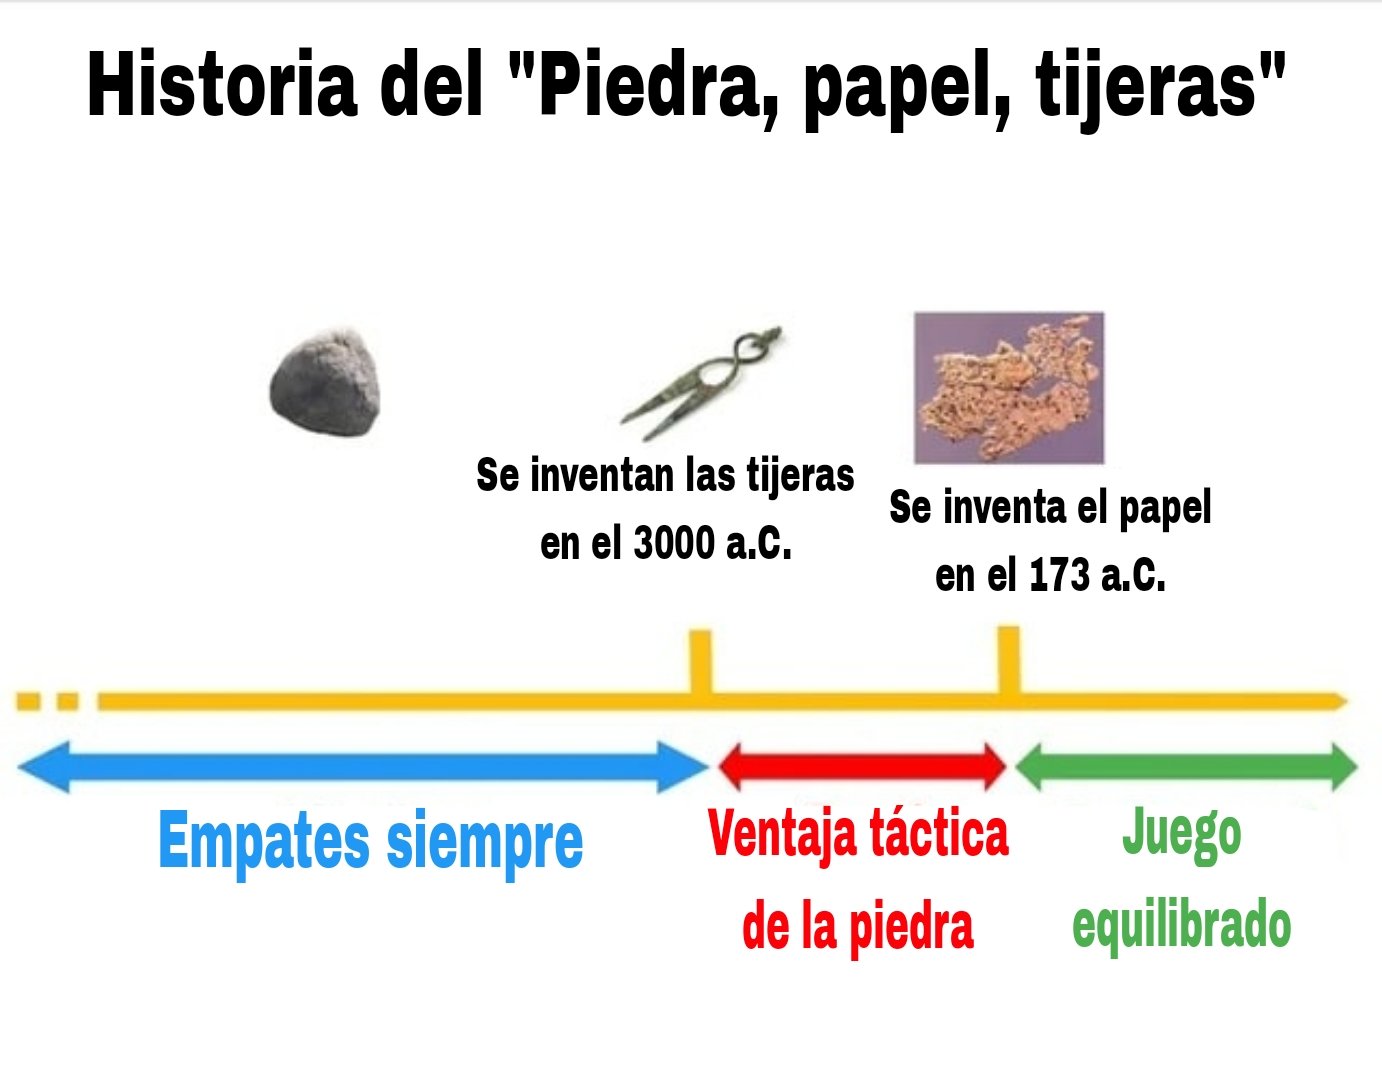 Historia del "Piedra, papel, tijeras"
Se inventan las tijeras
en el 3000 a.C.
Se inventa el papel
en el 173 a.C.
Empates siempre
Ventaja táctica
de la piedra
Juego
equilibrado